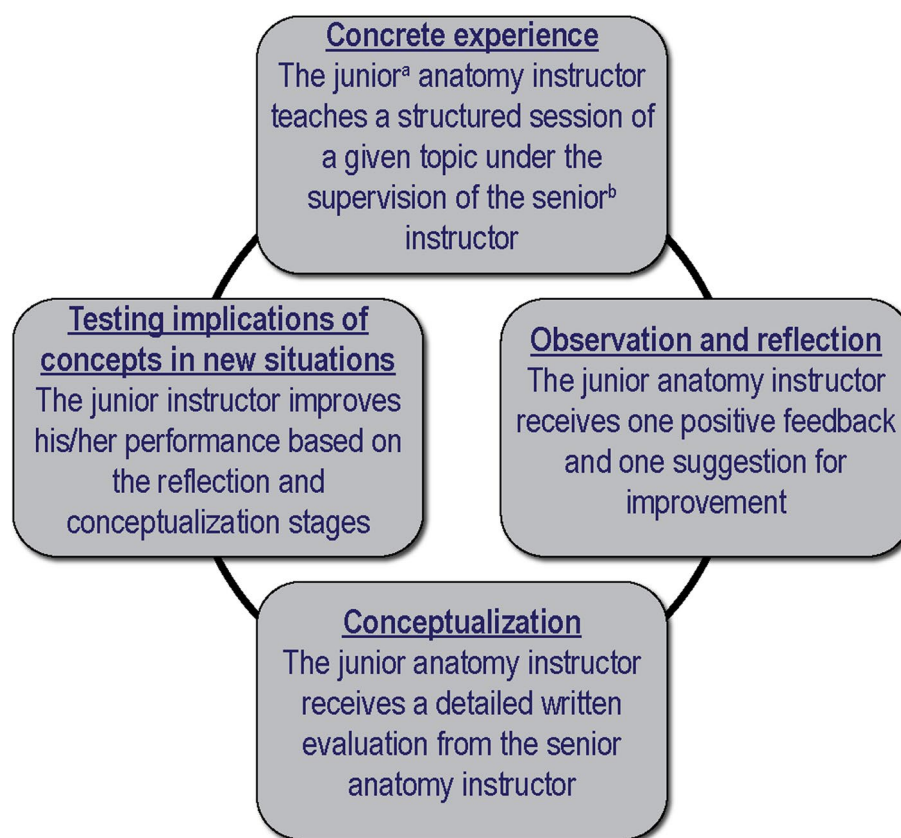 Concrete experience
The juniorᵃ anatomy instructor
teaches a structured session of
a given topic under the
supervision of the seniorᵇ
instructor
Testing implications of
concepts in new situations
The junior instructor improves
his/her performance based on
the reflection and
conceptualization stages
Observation and reflection
The junior anatomy instructor
receives one positive feedback
and one suggestion for
improvement
Conceptualization
The junior anatomy instructor
receives a detailed written
evaluation from the senior
anatomy instructor